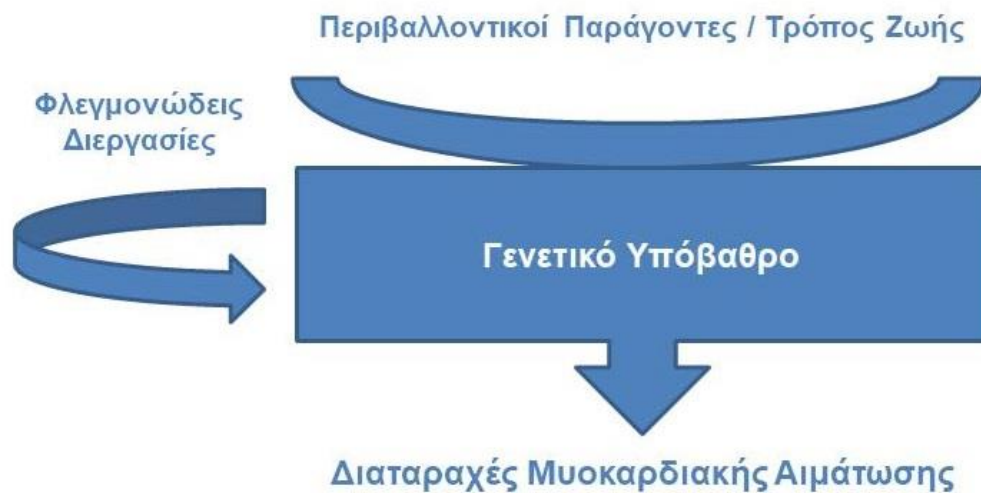 Περιβαλλοντικοί Παράγοντες / Τρόπος Ζωής
Φλεγμονώδεις
Διεργασίες
Γενετικό Υπόβαθρο
Διαταραχές Μυοκαρδιακής Αιμάτωσης